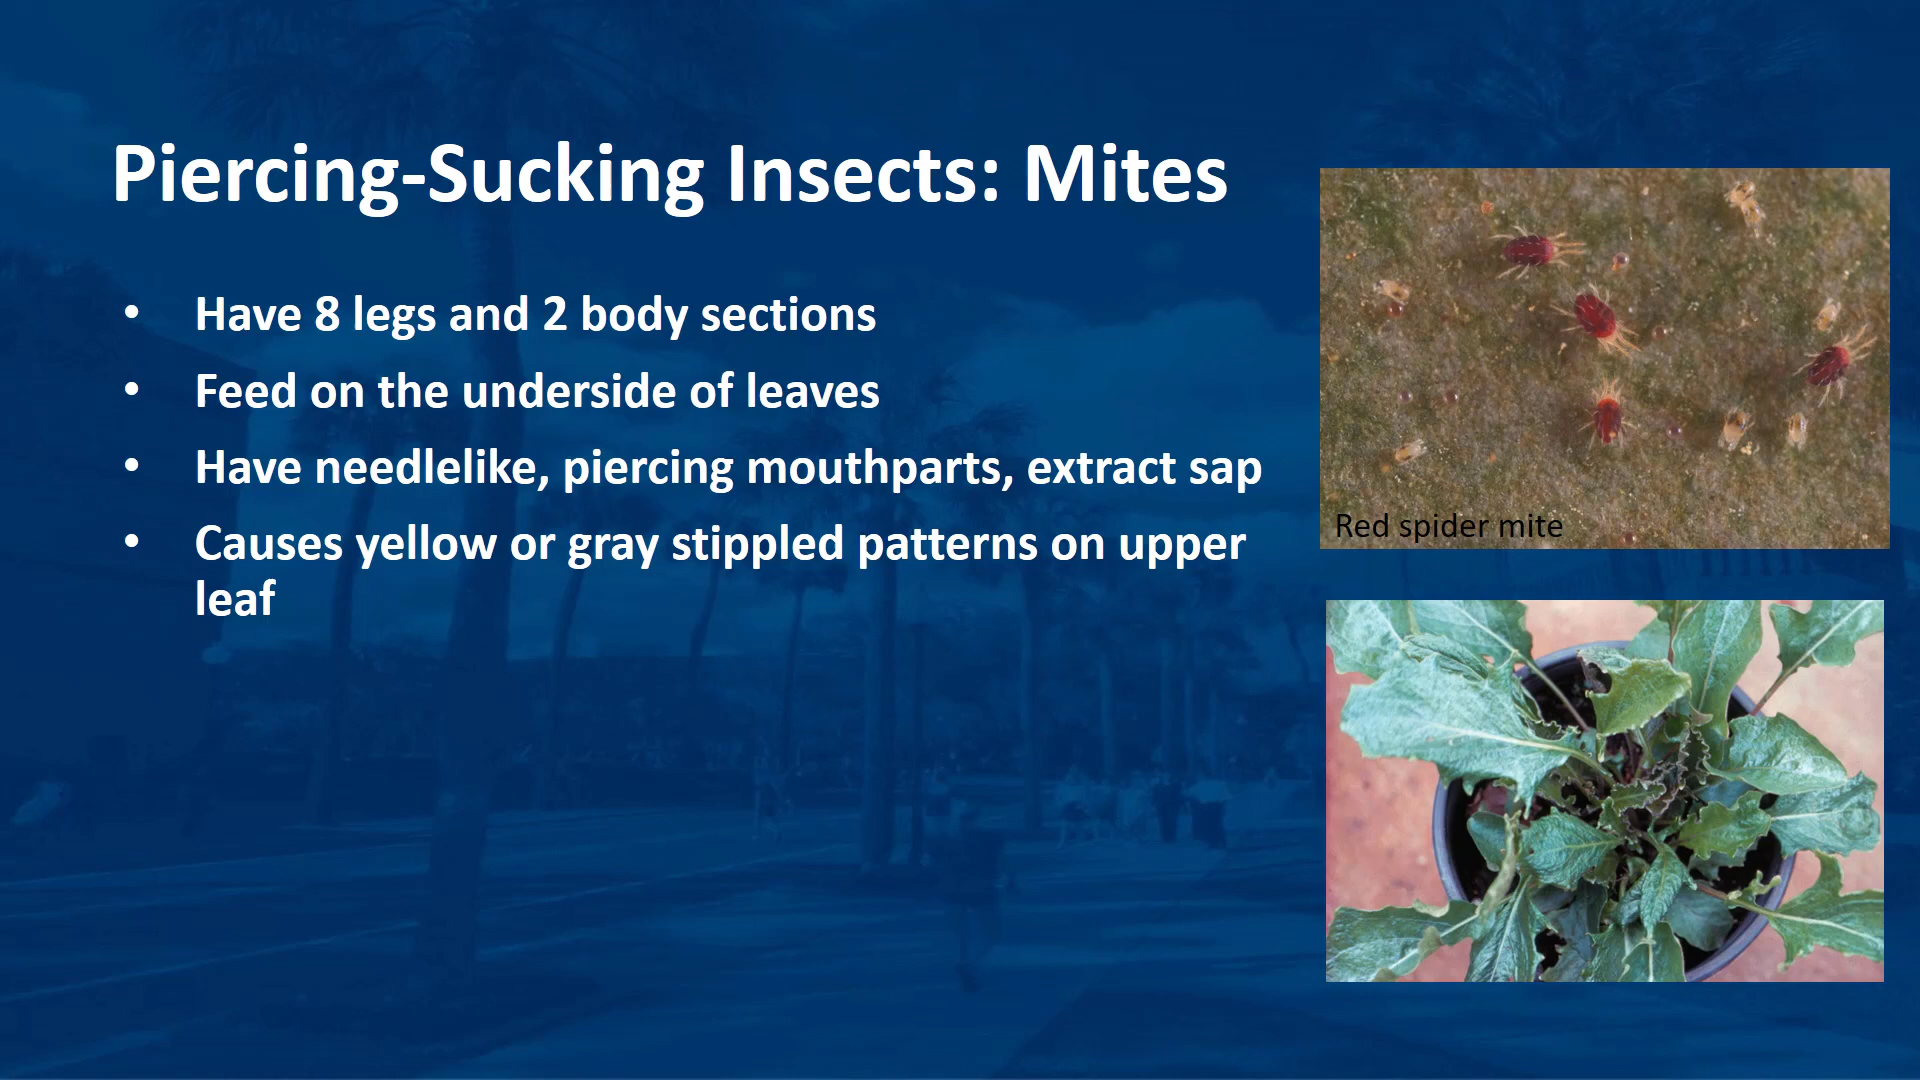 Piercing-Sucking Insects: Mites
• Have 8 legs and 2 body sections
• Feed on the underside of leaves
• Have needlelike, piercing mouthparts, extract sap
• Causes yellow or gray stippled patterns on upper
leaf
Red spider mite